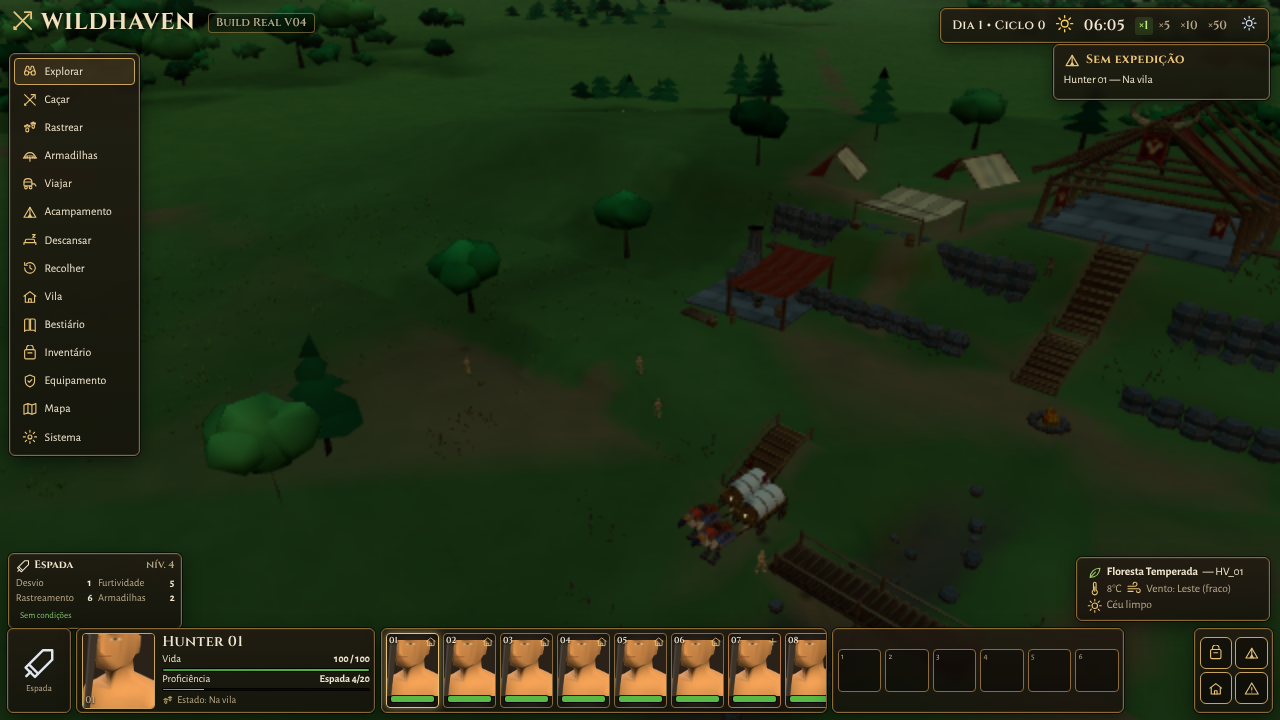 WILDHAVEN
Build Real V04
Dia 1 • Ciclo 0
06:05
×1 ×5 ×10 ×50
Sem expedição
Hunter 01 — Na vila
Explorar
Caçar
Rastrear
Armadilhas
Viajar
Acampamento
Descansar
Recolher
Vila
Bestiário
Inventário
Equipamento
Mapa
Sistema
Espada NÍV. 4
Desvio 1 Furtividade 5
Rastreamento 6 Armadilhas 2
Sem condições
Floresta Temperada — HV_01
8°C Vento: Leste (fraco)
Céu limpo
Espada
01
Hunter 01
Vida 100/100
Proficiência Espada 4/20
Estado: Na vila
01 02 03 04 05 06 07 08
1 2 3 4 5 6